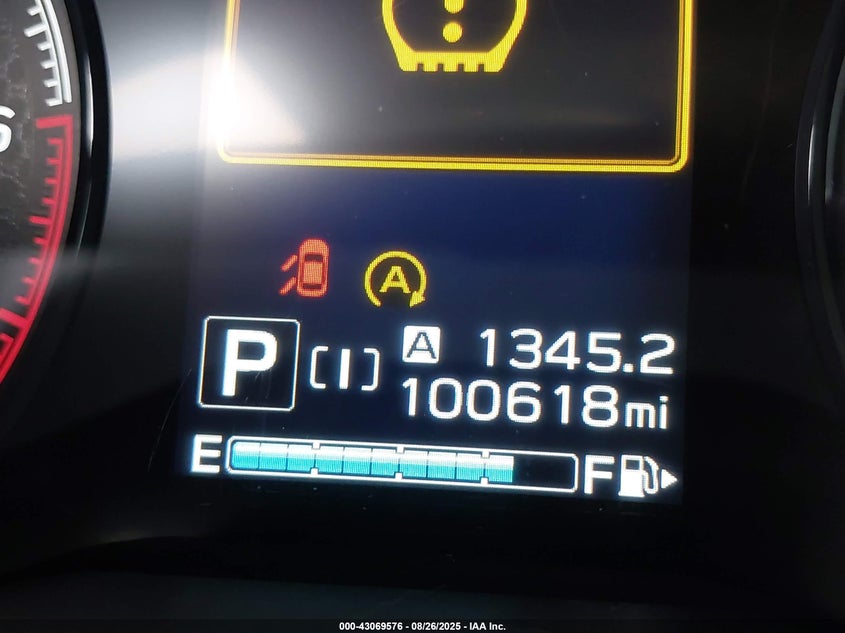 A
P [I] A 1345.2
100618mi
E F
000-43069576 - 08/26/2025 - IAA Inc.